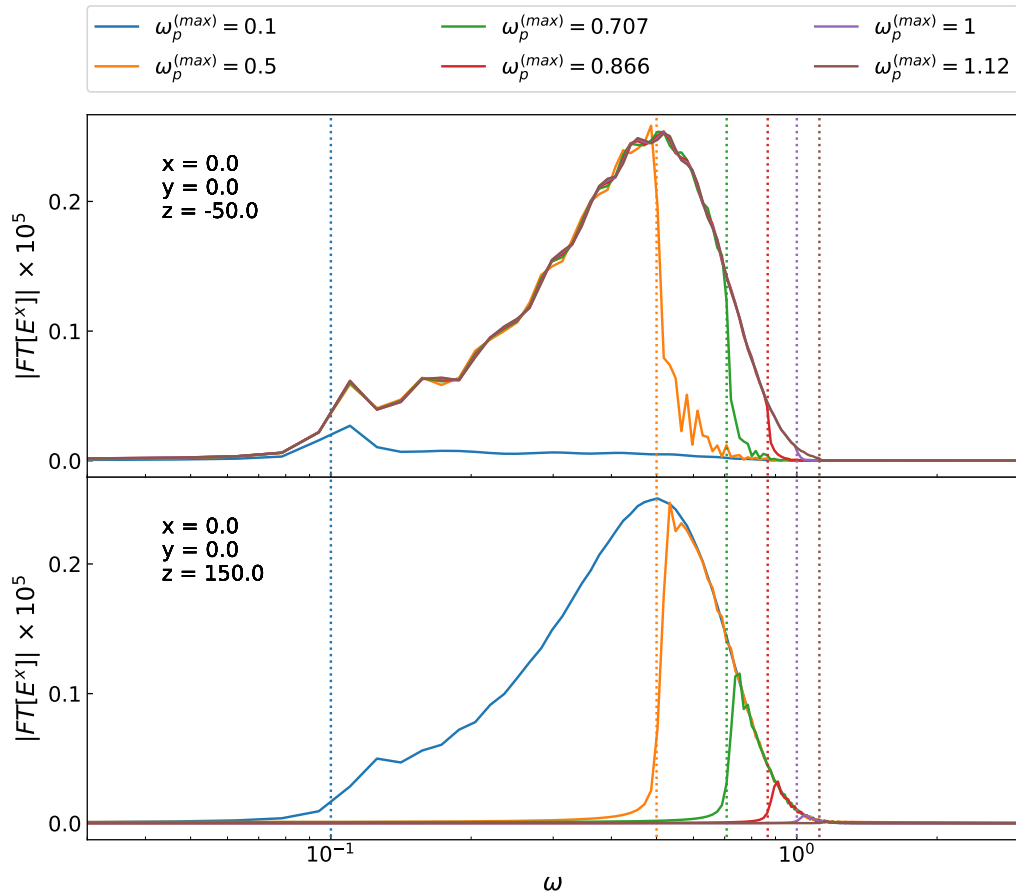 ω_p^(max) = 0.1 ω_p^(max) = 0.707 ω_p^(max) = 1
ω_p^(max) = 0.5 ω_p^(max) = 0.866 ω_p^(max) = 1.12
x = 0.0
y = 0.0
z = -50.0
|FT[E^x]| × 10^5
0.2
0.1
0.0
x = 0.0
y = 0.0
z = 150.0
|FT[E^x]| × 10^5
0.2
0.1
0.0
10^−1 10^0
ω